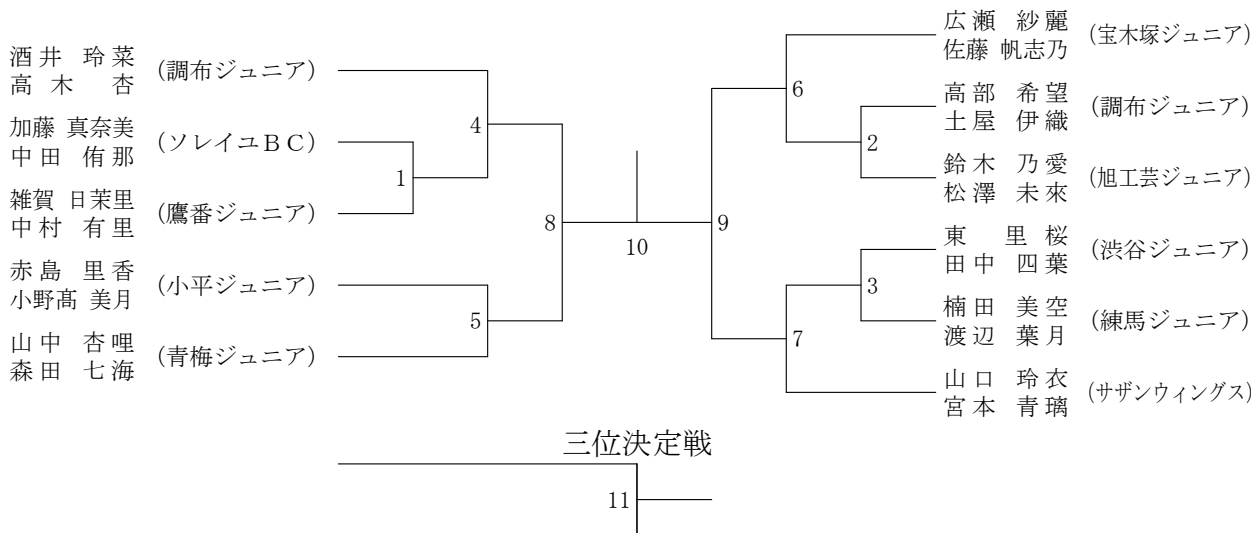 酒井 玲菜
高木 杏
(調布ジュニア)
加藤 真奈美
中田 侑那
(ソレイユＢＣ)
雑賀 日茉里
中村 有里
(鷹番ジュニア)
赤島 里香
小野髙 美月
(小平ジュニア)
山中 杏哩
森田 七海
(青梅ジュニア)
4
1
8
5
10
広瀬 紗麗
佐藤 帆志乃
(宝木塚ジュニア)
高部 希望
土屋 伊織
(調布ジュニア)
鈴木 乃愛
松澤 未來
(旭工芸ジュニア)
東 里桜
田中 四葉
(渋谷ジュニア)
楠田 美空
渡辺 葉月
(練馬ジュニア)
山口 玲衣
宮本 青璃
(サザンウィングス)
6
2
9
3
7
三位決定戦
11